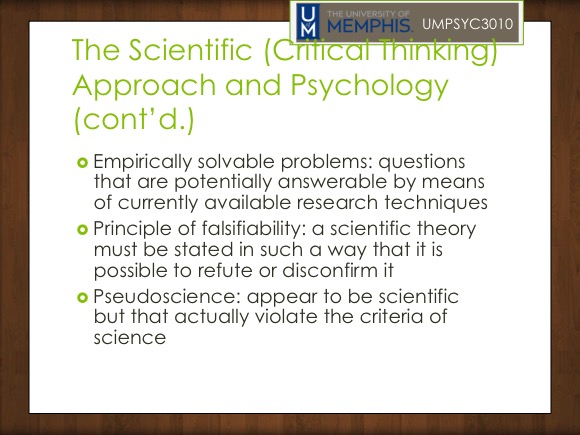 UM
THE UNIVERSITY OF
MEMPHIS.
UMPSYC3010
The Scientific (Critical Thinking)
Approach and Psychology
(cont’d.)
Empirically solvable problems: questions
that are potentially answerable by means
of currently available research techniques
Principle of falsifiability: a scientific theory
must be stated in such a way that it is
possible to refute or disconfirm it
Pseudoscience: appear to be scientific
but that actually violate the criteria of
science